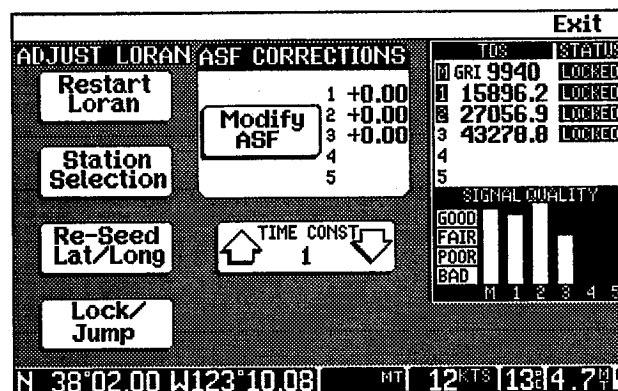 Exit
ADJUST LORAN
Restart
Loran
Station
Selection
Re-Seed
Lat/Long
Lock/
Jump
ASF CORRECTIONS
Modify
ASF
1 +0.00
2 +0.00
3 +0.00
4
5
TIME CONST
1
TDS STATUS
M GRI 9940 LOCKED
1 15896.2 LOCKED
2 27056.9 LOCKED
3 43278.8 LOCKED
4
5
SIGNAL QUALITY
GOOD
FAIR
POOR
BAD
M 1 2 3 4 5
N 38°02.00 W123°10.08 MT 12KTS 138 4.7